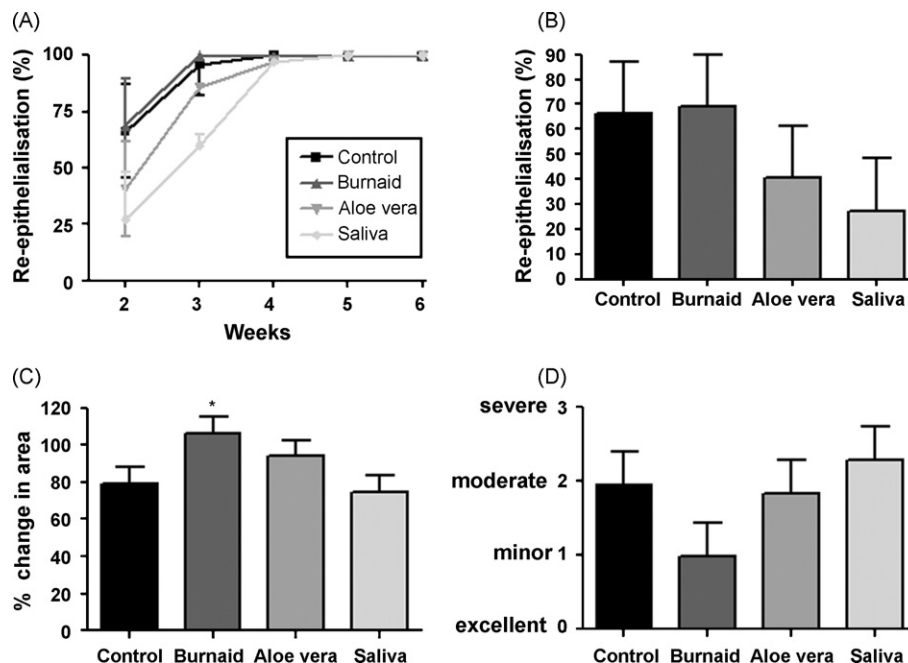 (A)
Re-epithelialisation (%)
100
75
50
25
0
2 3 4 5 6
Weeks
Control
Burnaid
Aloe vera
Saliva
(B)
Re-epithelialisation (%)
90
80
70
60
50
40
30
20
10
0
Control Burnaid Aloe vera Saliva
(C)
% change in area
120
100
80
60
40
20
0
*
Control Burnaid Aloe vera Saliva
(D)
severe 3
moderate 2
minor 1
excellent 0
Control Burnaid Aloe vera Saliva